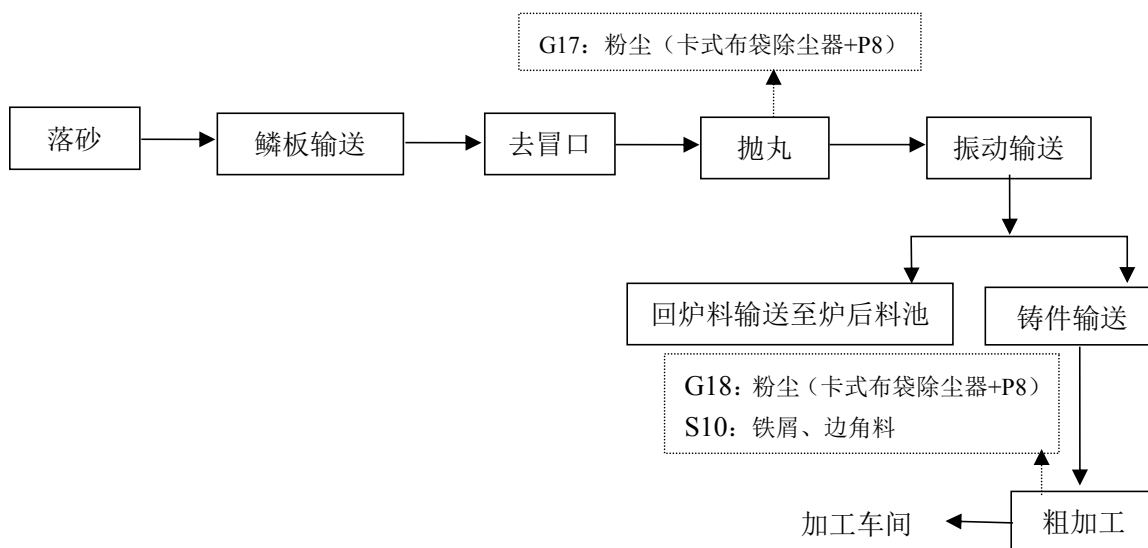 G17：粉尘（卡式布袋除尘器+P8）
落砂
鳞板输送
去冒口
抛丸
振动输送
回炉料输送至炉后料池
铸件输送
G18：粉尘（卡式布袋除尘器+P8）
S10：铁屑、边角料
加工车间
粗加工